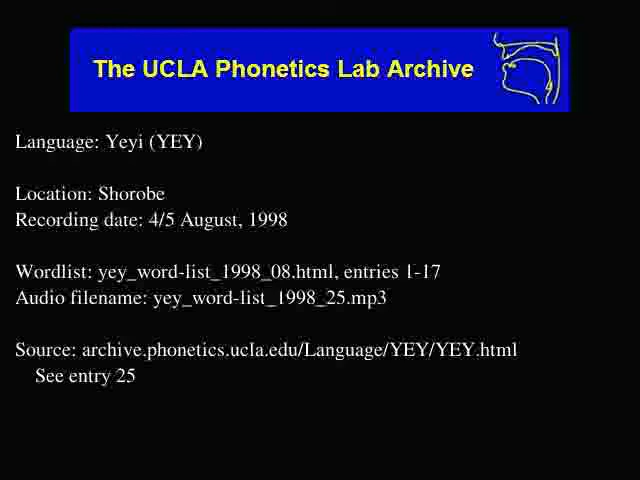 The UCLA Phonetics Lab Archive
Language: Yeyi (YEY)
Location: Shorobe
Recording date: 4/5 August, 1998
Wordlist: yey_word-list_1998_08.html, entries 1-17
Audio filename: yey_word-list_1998_25.mp3
Source: archive.phonetics.ucla.edu/Language/YEY/YEY.html
See entry 25